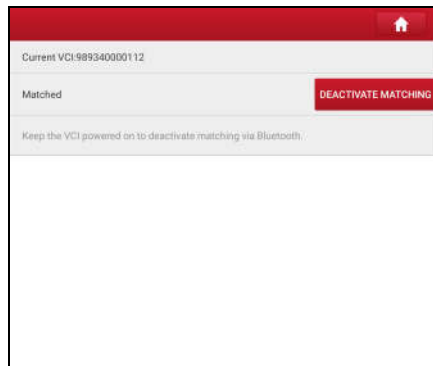 Current VCI:989340000112
Matched
DEACTIVATE MATCHING
Keep the VCI powered on to deactivate matching via Bluetooth.